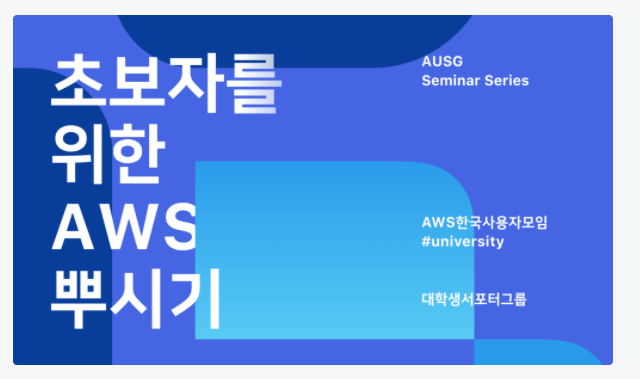 초보자를
위한
AWS
뿌시기
AUSG
Seminar Series
AWS한국사용자모임
#university
대학생서포터그룹